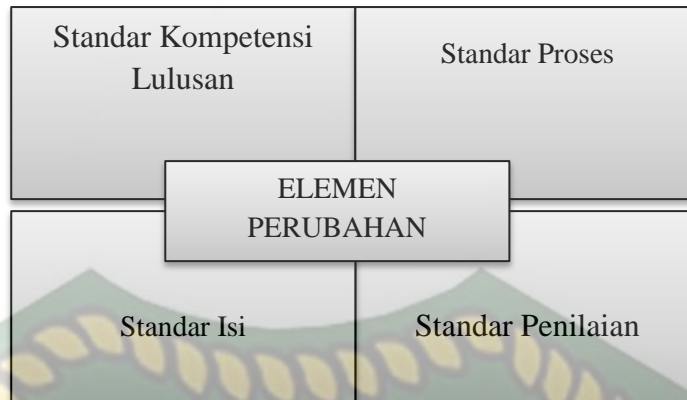 Standar Kompetensi
Lulusan
Standar Proses
ELEMEN
PERUBAHAN
Standar Isi
Standar Penilaian